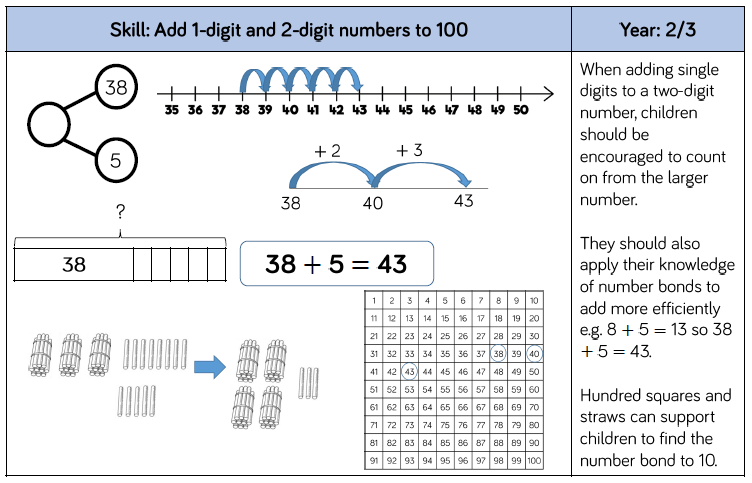 Skill: Add 1-digit and 2-digit numbers to 100
Year: 2/3
38
5
35 36 37 38 39 40 41 42 43 44 45 46 47 48 49 50
+ 2 + 3
38 40 43
?
38
38 + 5 = 43
1 2 3 4 5 6 7 8 9 10
11 12 13 14 15 16 17 18 19 20
21 22 23 24 25 26 27 28 29 30
31 32 33 34 35 36 37 38 39 40
41 42 43 44 45 46 47 48 49 50
51 52 53 54 55 56 57 58 59 60
61 62 63 64 65 66 67 68 69 70
71 72 73 74 75 76 77 78 79 80
81 82 83 84 85 86 87 88 89 90
91 92 93 94 95 96 97 98 99 100
When adding single
digits to a two-digit
number, children
should be
encouraged to count
on from the larger
number.
They should also
apply their knowledge
of number bonds to
add more efficiently
e.g. 8 + 5 = 13 so 38
+ 5 = 43.
Hundred squares and
straws can support
children to find the
number bond to 10.